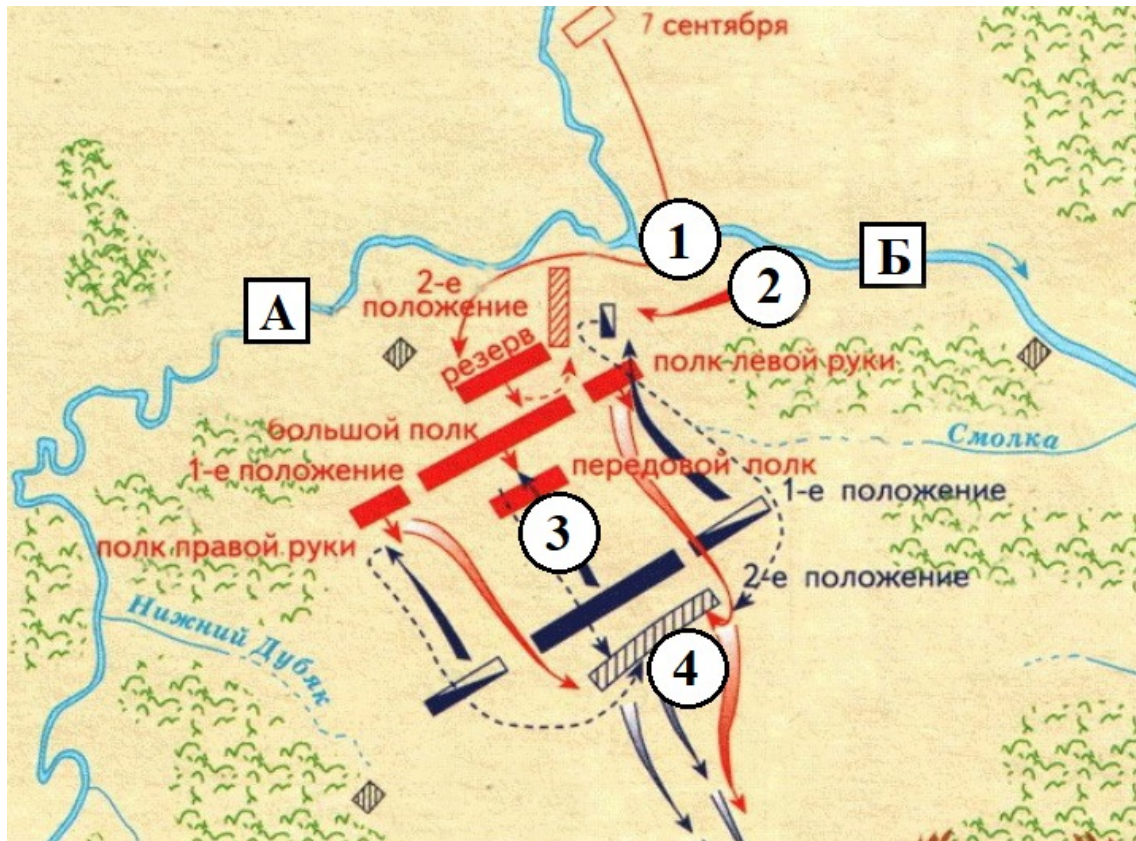 7 сентября
1
2
Б
А
2-е
положение
резерв
полк левой руки
большой полк
Смолка
1-е положение
передовой полк
1-е положение
3
полк правой руки
2-е положение
Нижний Дубяк
4